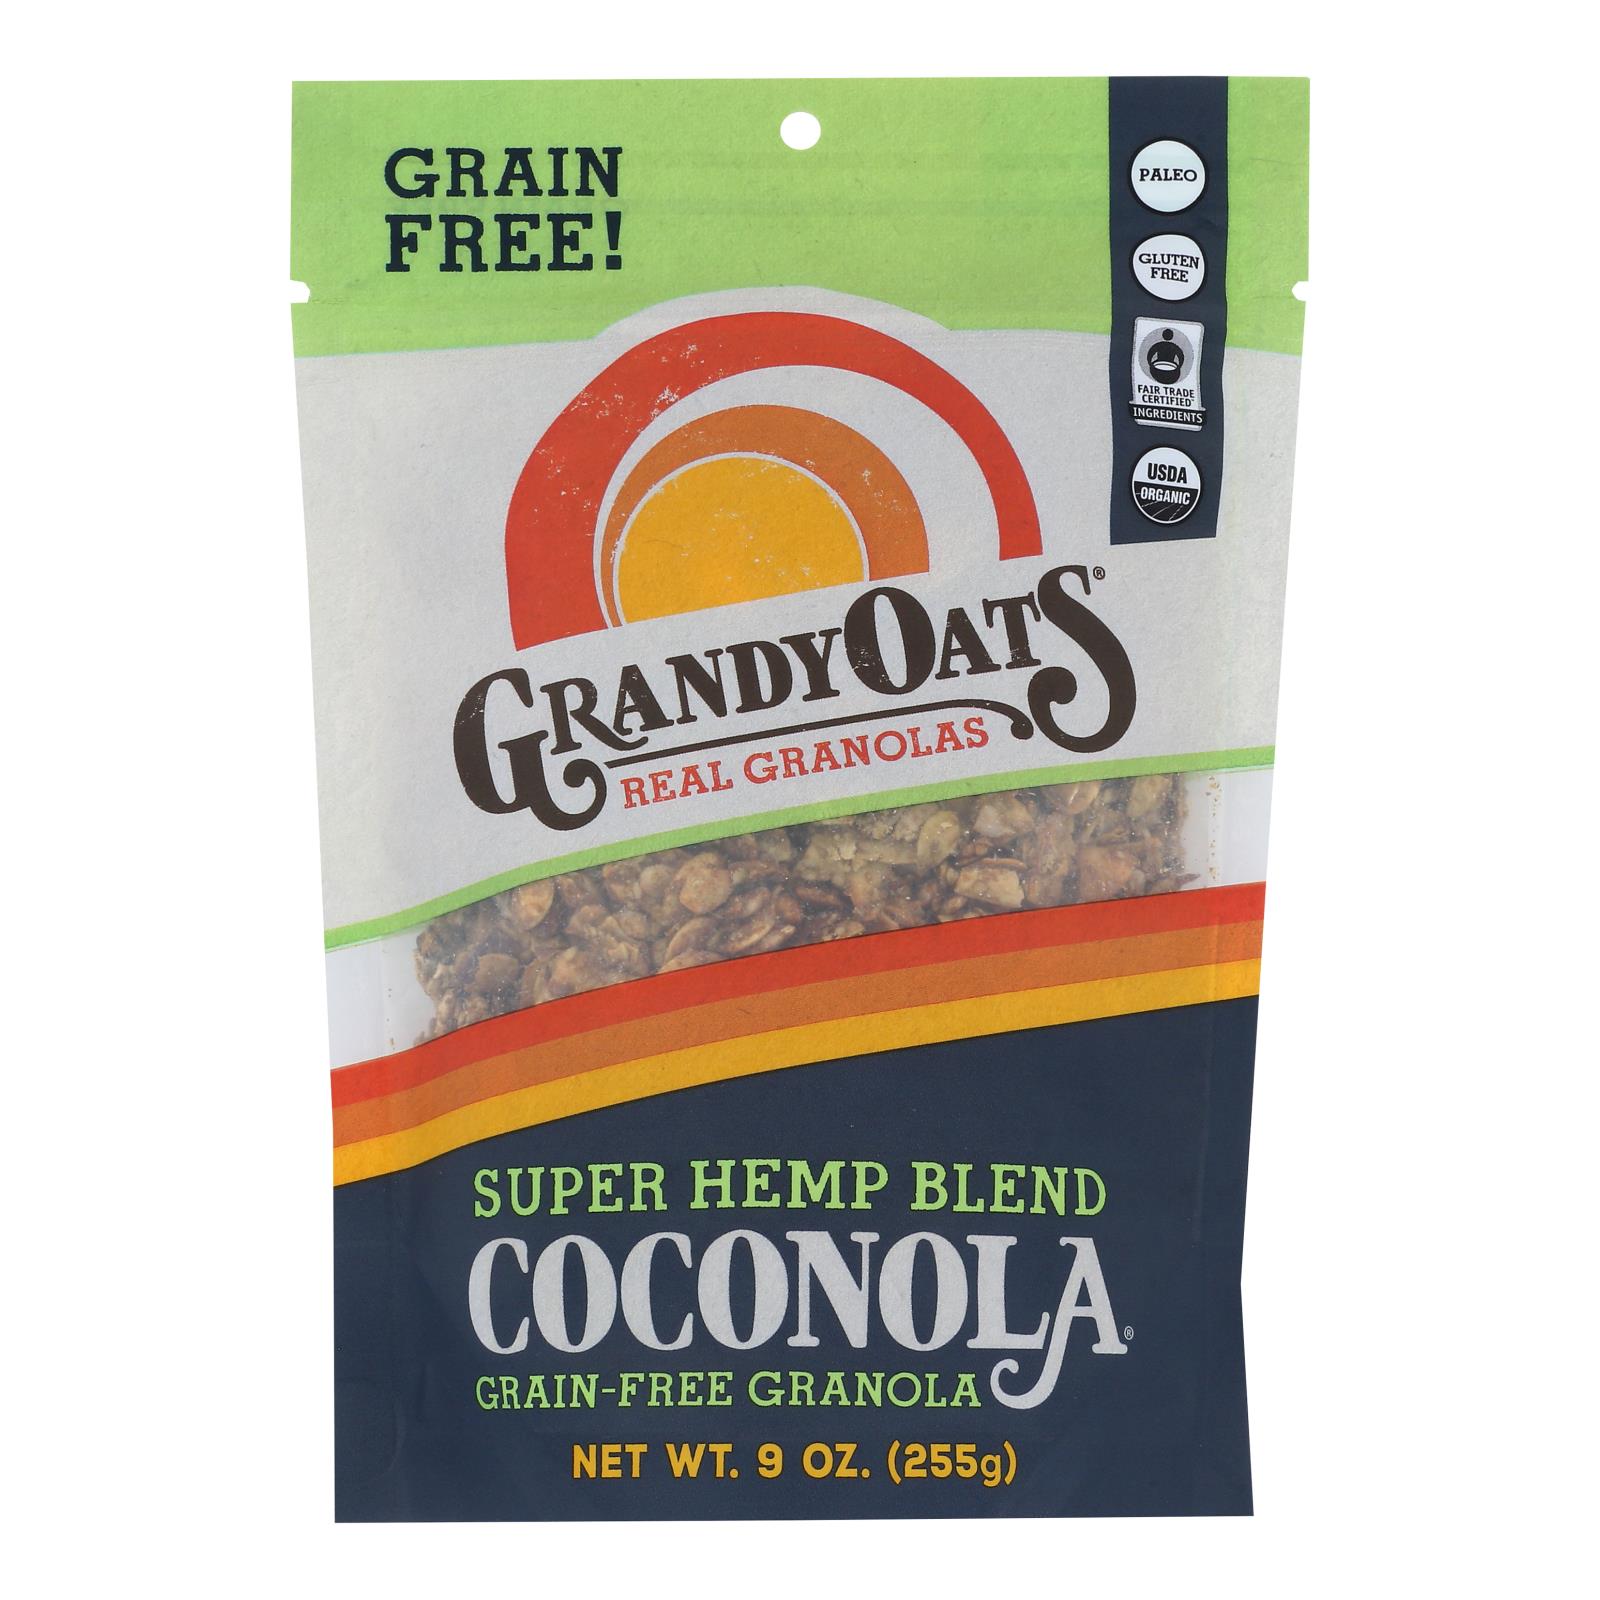 GRAIN
FREE!
PALEO
GLUTEN
FREE
FAIR TRADE
CERTIFIED™
INGREDIENTS
USDA
ORGANIC
GRANDYOATS®
REAL GRANOLAS
SUPER HEMP BLEND
COCONOLA®
GRAIN-FREE GRANOLA
NET WT. 9 OZ. (255g)